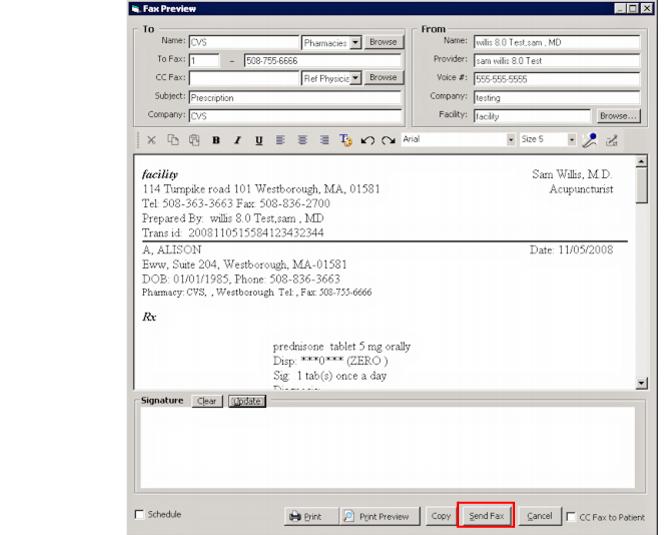 Fax Preview
To
Name: CVS Pharmacies Browse
To Fax: 1 - 508-755-6666
CC Fax: Ref Physicia Browse
Subject: Prescription
Company: CVS
From
Name: willis 8.0 Test,sam , MD
Provider: sam willis 8.0 Test
Voice #: 555-555-5555
Company: testing
Facility: facility Browse...
B I U Arial Size 5
facility Sam Willis, M.D.
114 Turnpike road 101 Westborough, MA, 01581 Acupuncturist
Tel: 508-363-3663 Fax: 508-836-2700
Prepared By: willis 8.0 Test,sam , MD
Trans id: 2008110515584123432344
A, ALISON Date: 11/05/2008
Eww, Suite 204, Westborough, MA-01581
DOB: 01/01/1985, Phone: 508-836-3663
Pharmacy: CVS, , Westborough Tel: , Fax: 508-755-6666
Rx
prednisone tablet 5 mg orally
Disp: ***0*** (ZERO )
Sig: 1 tab(s) once a day
Signature Clear Update
Schedule Print Print Preview Copy Send Fax Cancel CC Fax to Patient